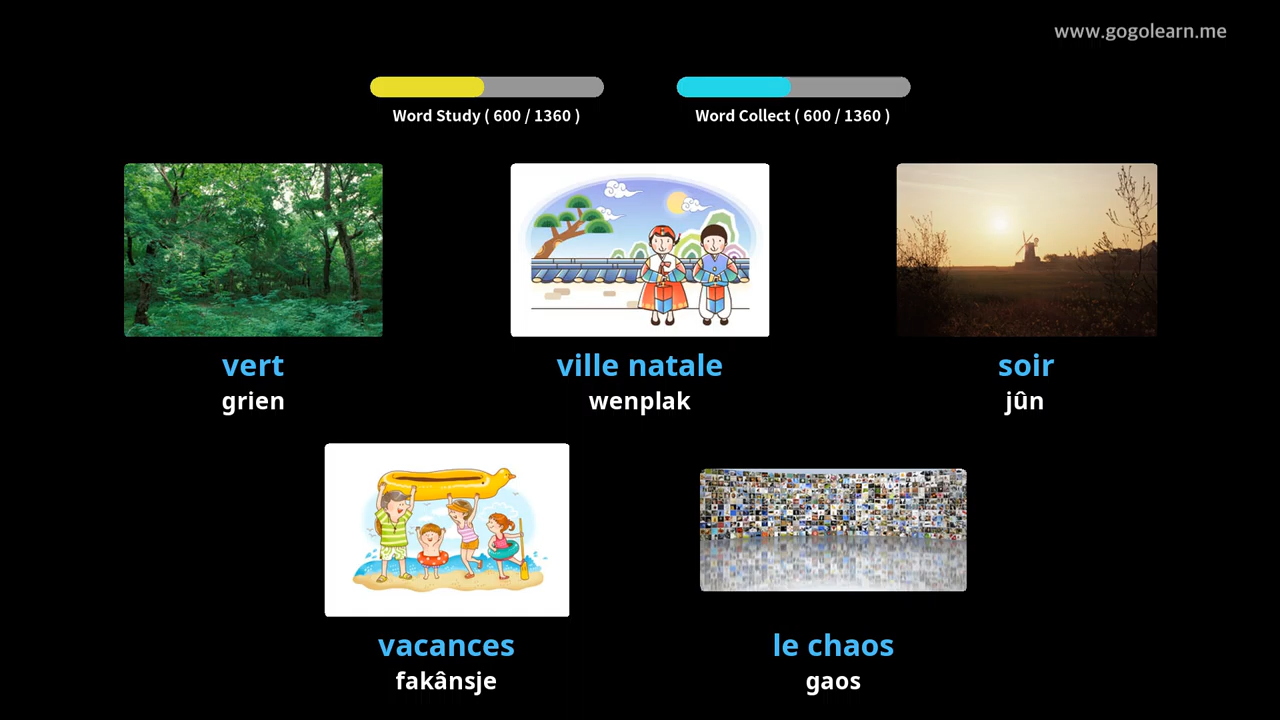 www.gogolearn.me
Word Study ( 600 / 1360 )
Word Collect ( 600 / 1360 )
vert
grien
ville natale
wenplak
soir
jûn
vacances
fakânsje
le chaos
gaos